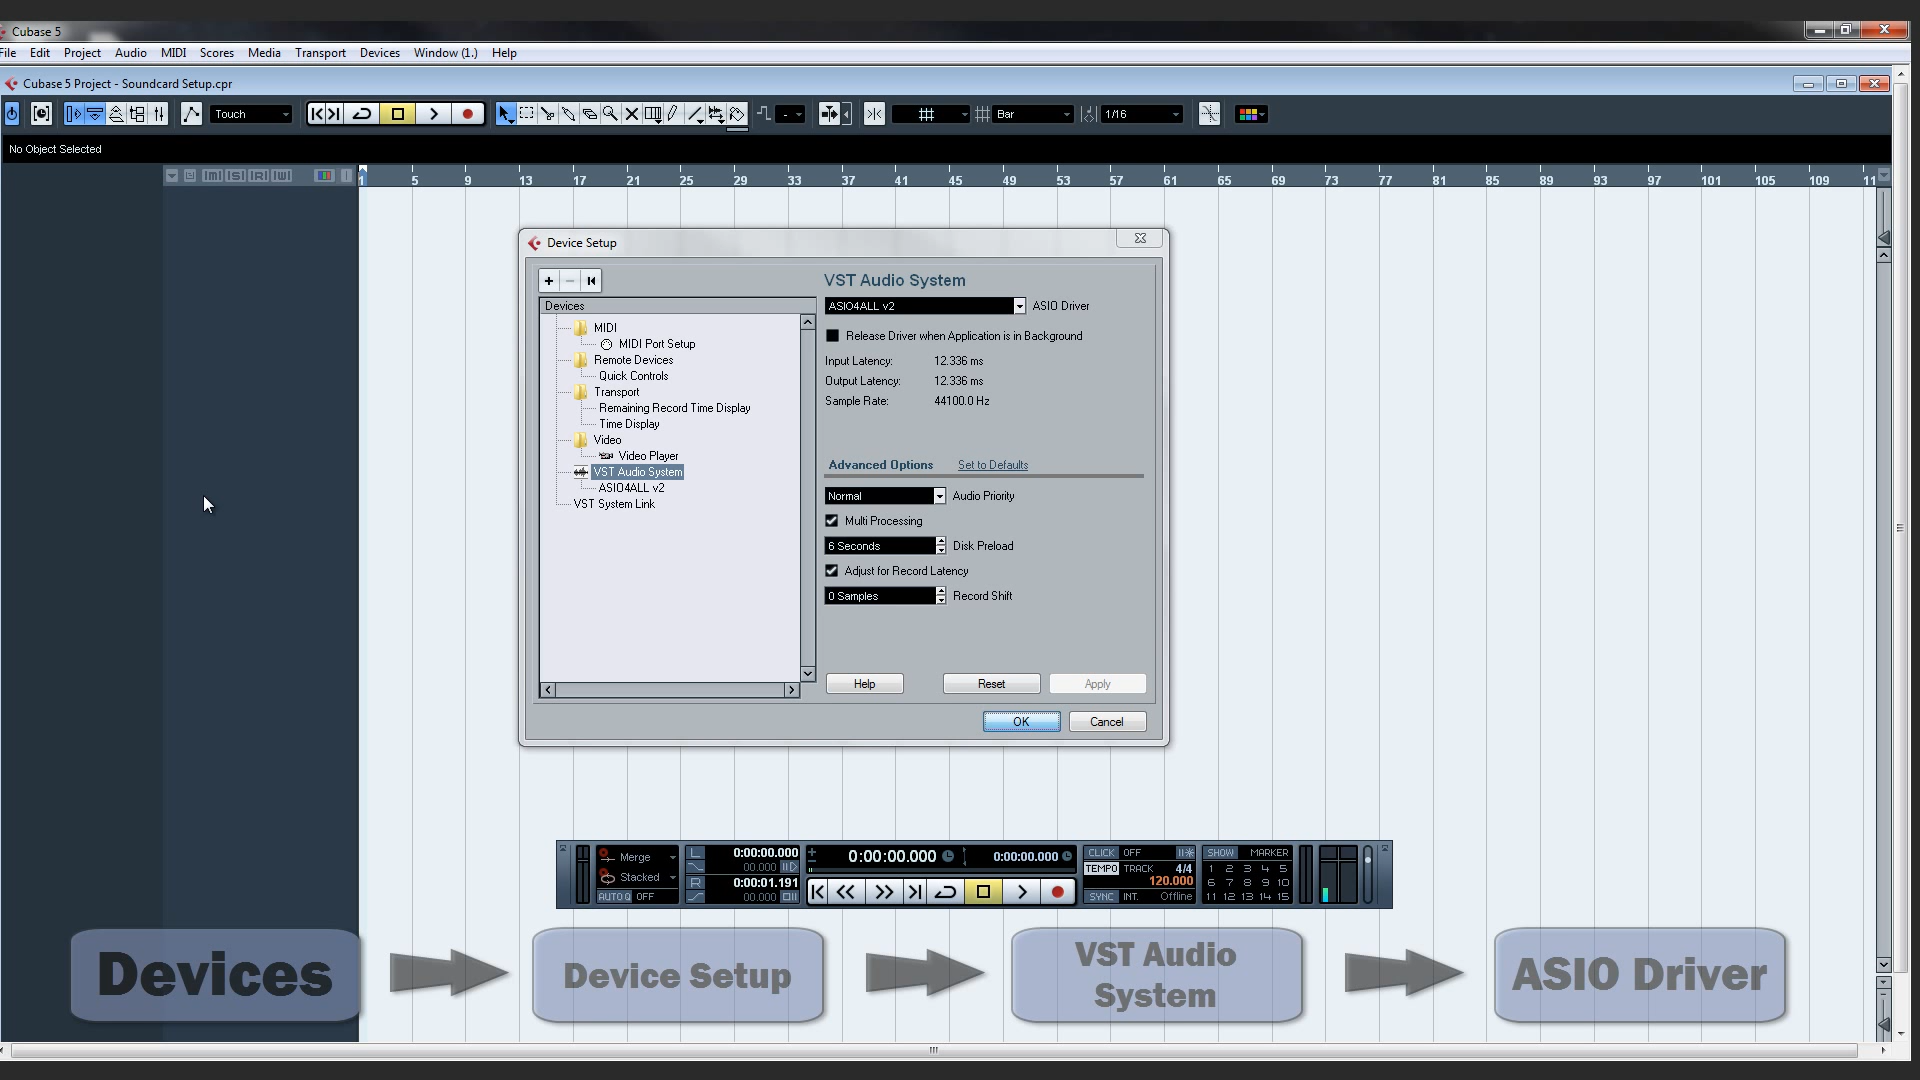 Cubase 5
File Edit Project Audio MIDI Scores Media Transport Devices Window (1.) Help
Cubase 5 Project - Soundcard Setup.cpr
Touch - Bar 1/16
No Object Selected
1 5 9 13 17 21 25 29 33 37 41 45 49 53 57 61 65 69 73 77 81 85 89 93 97 101 105 109 11
Device Setup
VST Audio System
Devices
ASIO4ALL v2 ASIO Driver
MIDI
MIDI Port Setup
Remote Devices
Quick Controls
Transport
Remaining Record Time Display
Time Display
Video
Video Player
VST Audio System
ASIO4ALL v2
VST System Link
Release Driver when Application is in Background
Input Latency: 12.336 ms
Output Latency: 12.336 ms
Sample Rate: 44100.0 Hz
Advanced Options Set to Defaults
Normal Audio Priority
Multi Processing
6 Seconds Disk Preload
Adjust for Record Latency
0 Samples Record Shift
Help Reset Apply
OK Cancel
Merge
Stacked
AUTO Q OFF
L 0:00:00.000
00.000
R 0:00:01.191
00.000
0:00:00.000 0:00:00.000
CLICK OFF
TEMPO TRACK 4/4
120.000
SYNC INT. Offline
SHOW MARKER
1 2 3 4 5
6 7 8 9 10
11 12 13 14 15
Devices
Device Setup
VST Audio
System
ASIO Driver